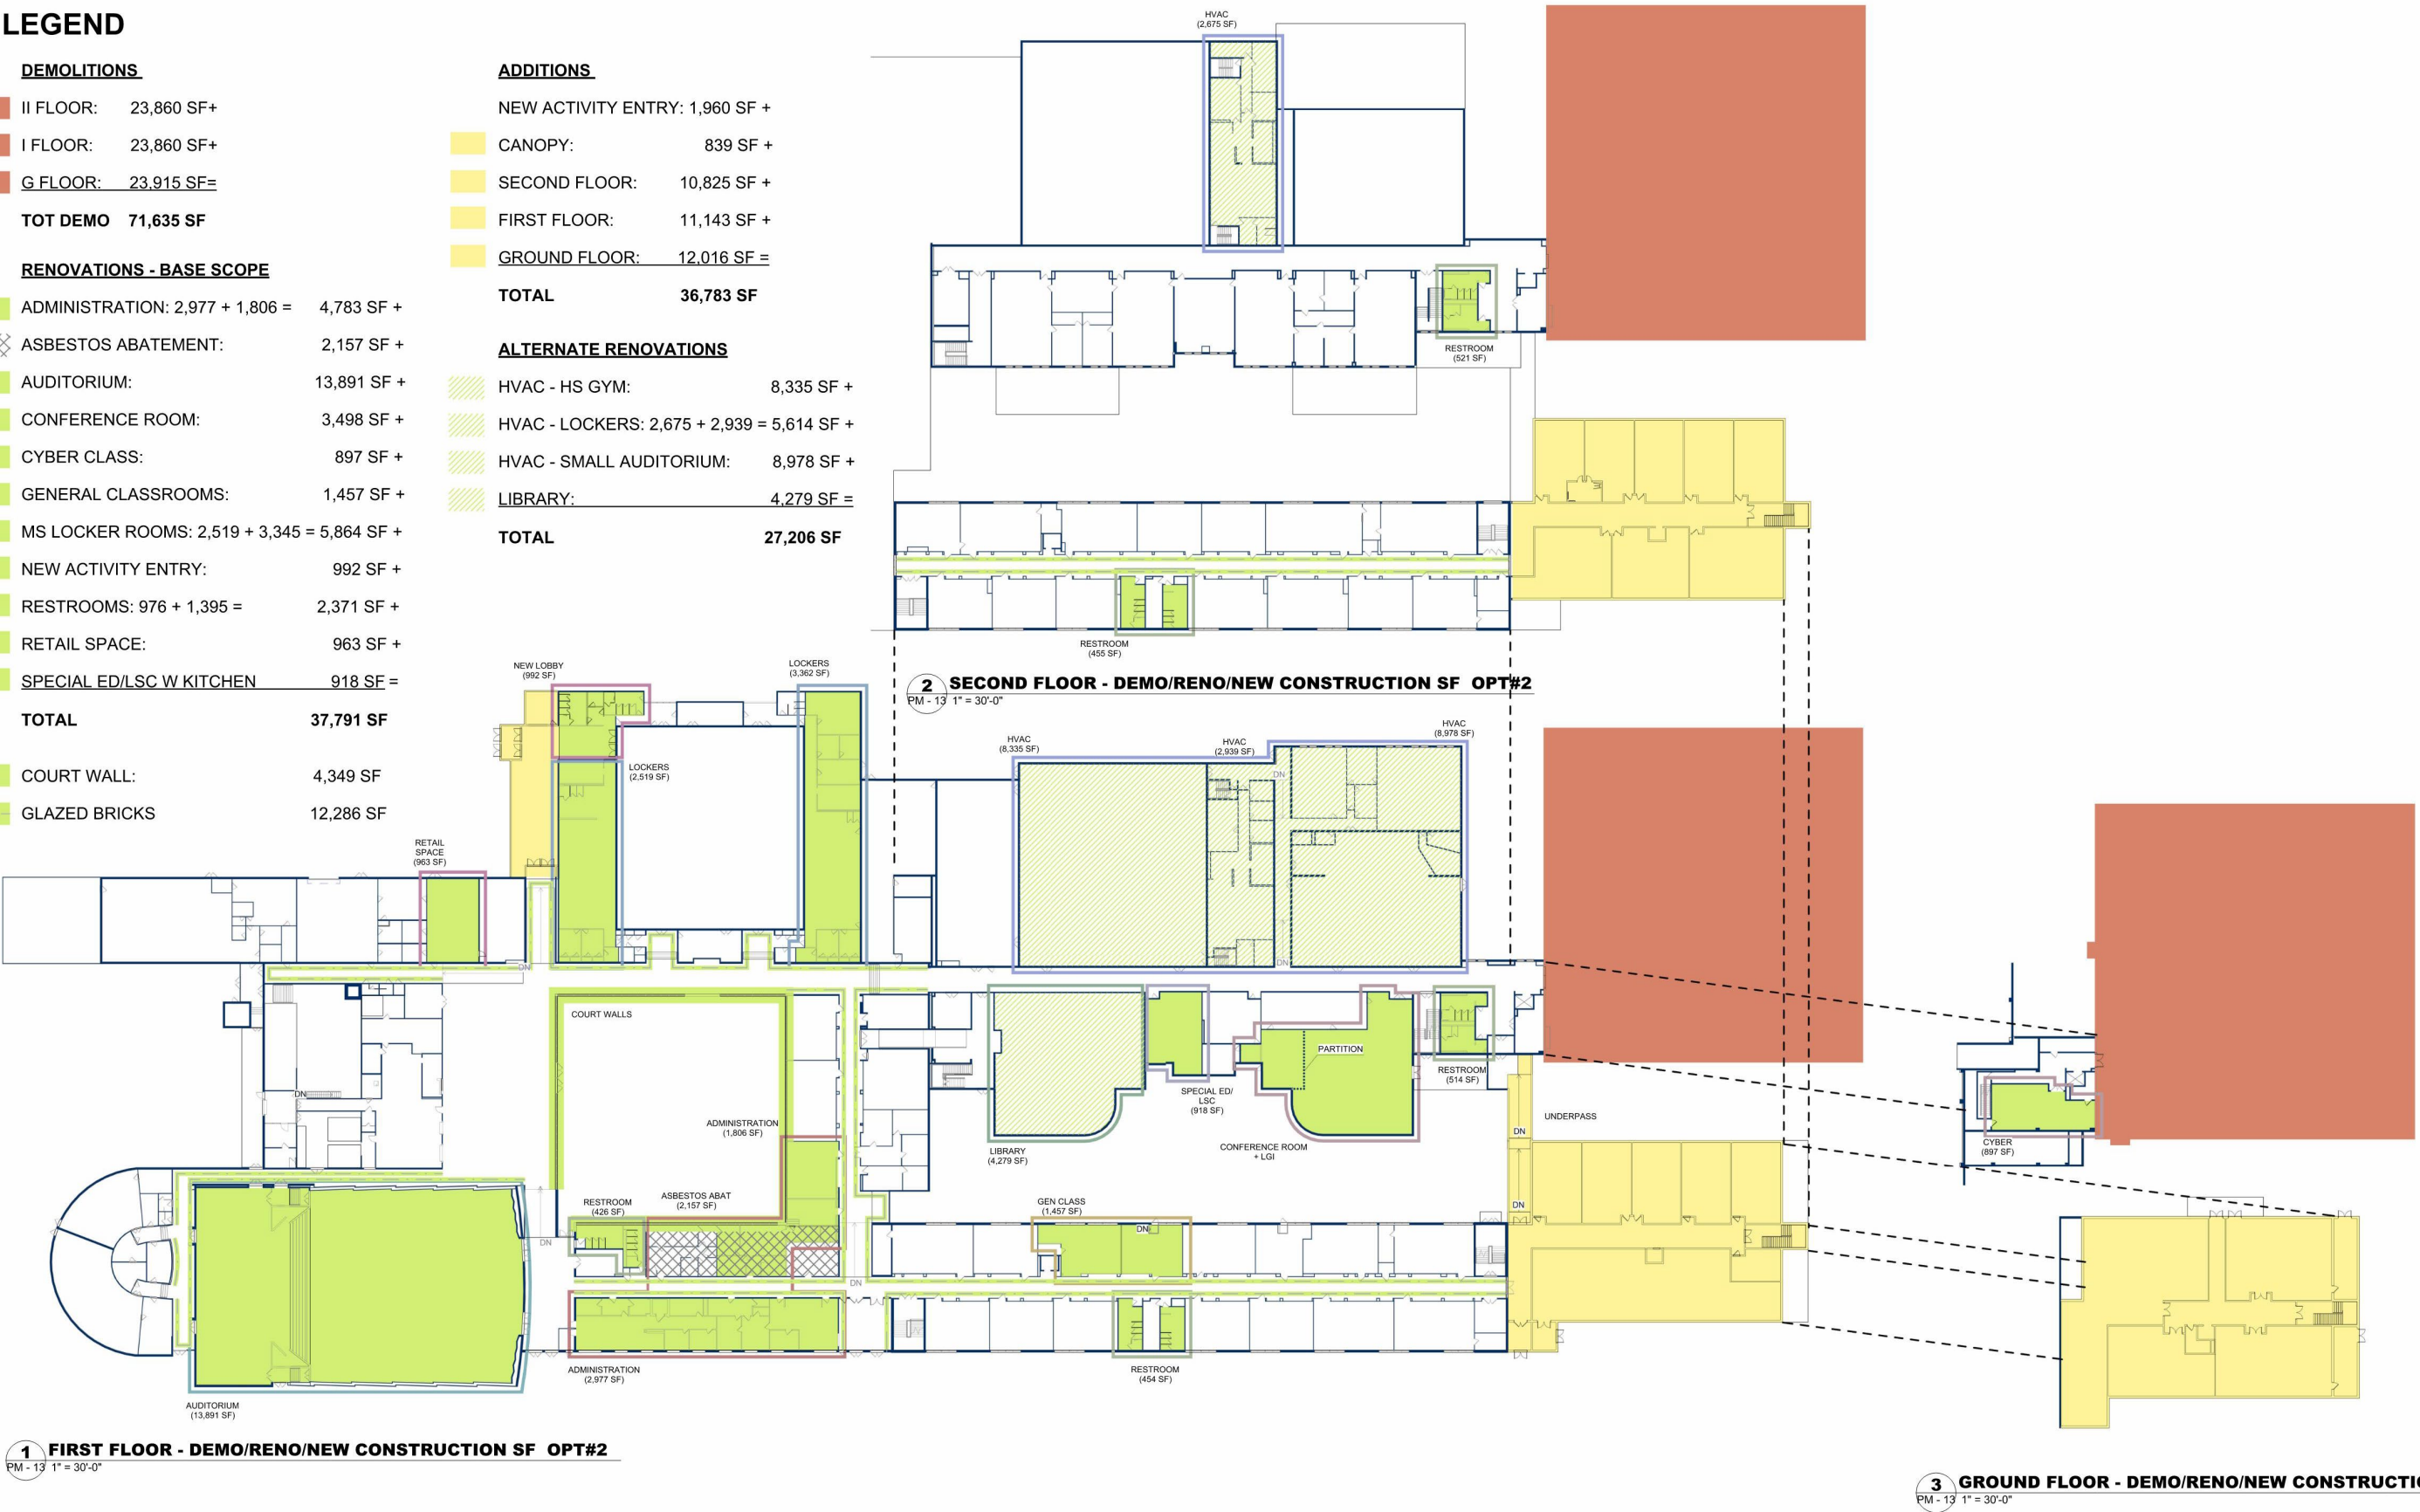 LEGEND
DEMOLITIONS
II FLOOR: 23,860 SF+
I FLOOR: 23,860 SF+
G FLOOR: 23,915 SF=
TOT DEMO 71,635 SF
RENOVATIONS - BASE SCOPE
ADMINISTRATION: 2,977 + 1,806 = 4,783 SF +
ASBESTOS ABATEMENT: 2,157 SF +
AUDITORIUM: 13,891 SF +
CONFERENCE ROOM: 3,498 SF +
CYBER CLASS: 897 SF +
GENERAL CLASSROOMS: 1,457 SF +
MS LOCKER ROOMS: 2,519 + 3,345 = 5,864 SF +
NEW ACTIVITY ENTRY: 992 SF +
RESTROOMS: 976 + 1,395 = 2,371 SF +
RETAIL SPACE: 963 SF +
SPECIAL ED/LSC W KITCHEN 918 SF =
TOTAL 37,791 SF
COURT WALL: 4,349 SF
GLAZED BRICKS 12,286 SF
ADDITIONS
NEW ACTIVITY ENTRY: 1,960 SF +
CANOPY: 839 SF +
SECOND FLOOR: 10,825 SF +
FIRST FLOOR: 11,143 SF +
GROUND FLOOR: 12,016 SF =
TOTAL 36,783 SF
ALTERNATE RENOVATIONS
HVAC - HS GYM: 8,335 SF +
HVAC - LOCKERS: 2,675 + 2,939 = 5,614 SF +
HVAC - SMALL AUDITORIUM: 8,978 SF +
LIBRARY: 4,279 SF =
TOTAL 27,206 SF
HVAC
(2,675 SF)
RESTROOM
(521 SF)
RESTROOM
(455 SF)
2 SECOND FLOOR - DEMO/RENO/NEW CONSTRUCTION SF OPT#2
PM - 13 1" = 30'-0"
NEW LOBBY
(992 SF)
LOCKERS
(3,362 SF)
LOCKERS
(2,519 SF)
HVAC
(8,335 SF)
HVAC
(2,939 SF)
HVAC
(8,978 SF)
DN
RETAIL
SPACE
(963 SF)
DN
DN
COURT WALLS
PARTITION
RESTROOM
(514 SF)
SPECIAL ED/
LSC
(918 SF)
DN
ADMINISTRATION
(1,806 SF)
LIBRARY
(4,279 SF)
CONFERENCE ROOM
+ LGI
UNDERPASS
DN
CYBER
(897 SF)
RESTROOM
(426 SF)
ASBESTOS ABAT
(2,157 SF)
GEN CLASS
(1,457 SF)
DN
DN
DN
DN
ADMINISTRATION
(2,977 SF)
RESTROOM
(454 SF)
AUDITORIUM
(13,891 SF)
1 FIRST FLOOR - DEMO/RENO/NEW CONSTRUCTION SF OPT#2
PM - 13 1" = 30'-0"
3 GROUND FLOOR - DEMO/RENO/NEW CONSTRUCTI
PM - 13 1" = 30'-0"